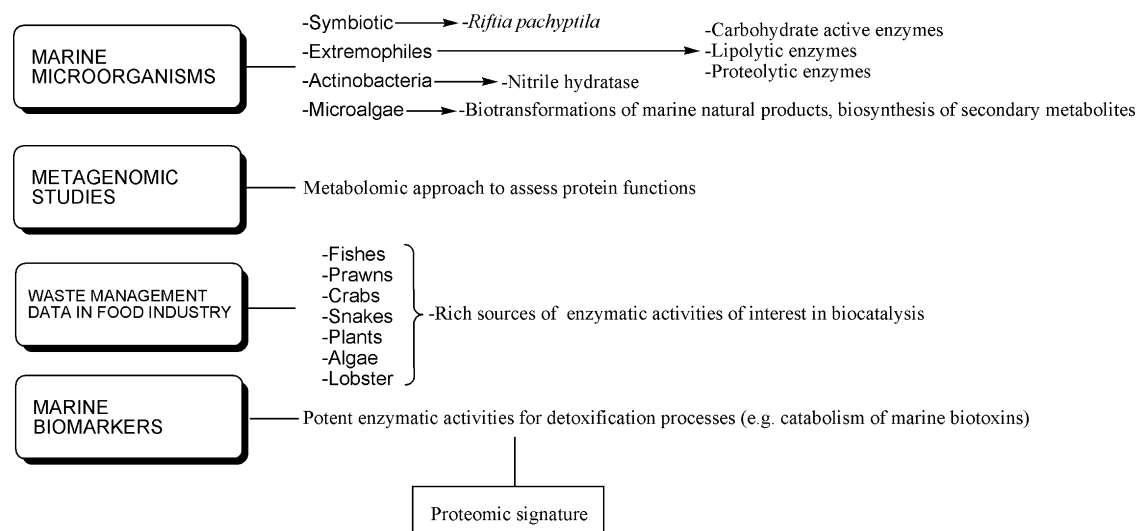 MARINE
MICROORGANISMS
-Symbiotic
-Riftia pachyptila
-Extremophiles
-Carbohydrate active enzymes
-Lipolytic enzymes
-Proteolytic enzymes
-Actinobacteria
-Nitrile hydratase
-Microalgae
-Biotransformations of marine natural products, biosynthesis of secondary metabolites
METAGENOMIC
STUDIES
Metabolomic approach to assess protein functions
WASTE MANAGEMENT
DATA IN FOOD INDUSTRY
-Fishes
-Prawns
-Crabs
-Snakes
-Plants
-Algae
-Lobster
-Rich sources of enzymatic activities of interest in biocatalysis
MARINE
BIOMARKERS
Potent enzymatic activities for detoxification processes (e.g. catabolism of marine biotoxins)
Proteomic signature